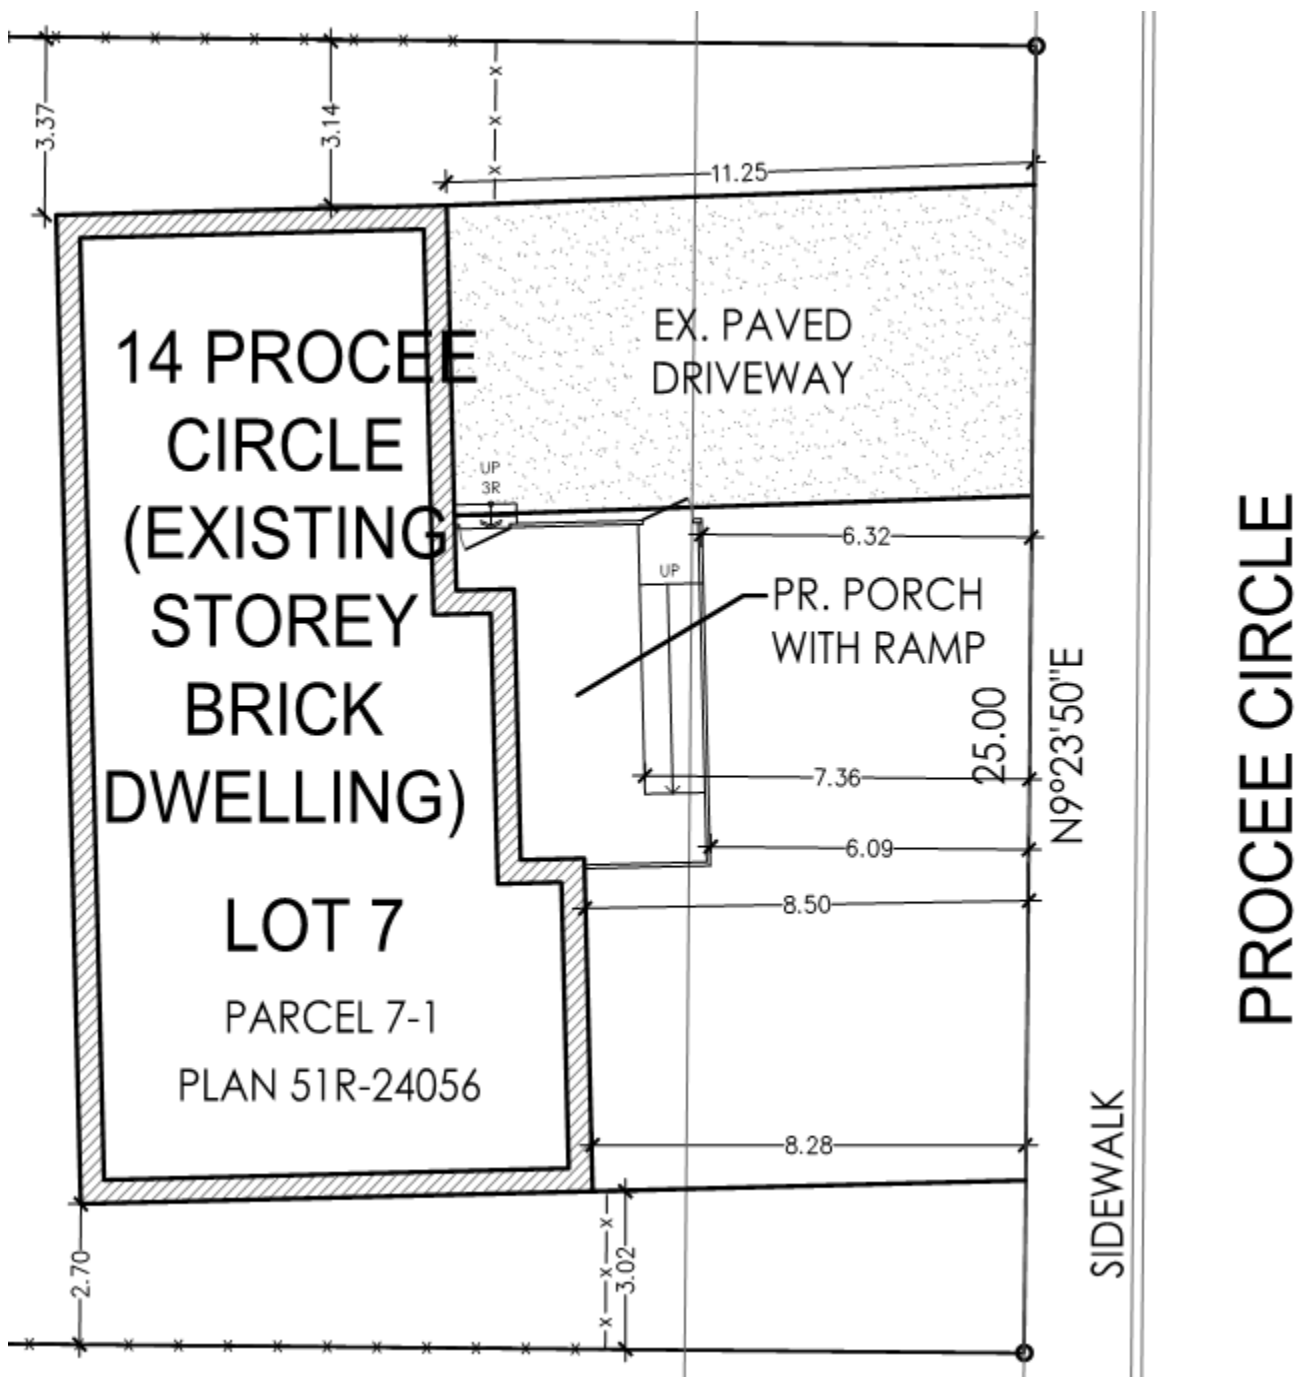 3.37
3.14
11.25
14 PROCEE
CIRCLE
(EXISTING
STOREY
BRICK
DWELLING)
LOT 7
PARCEL 7-1
PLAN 51R-24056
EX. PAVED
DRIVEWAY
UP
3R
6.32
UP
PR. PORCH
WITH RAMP
7.36
6.09
8.50
8.28
25.00
N9°23'50"E
SIDEWALK
PROCEE CIRCLE
2.70
3.02